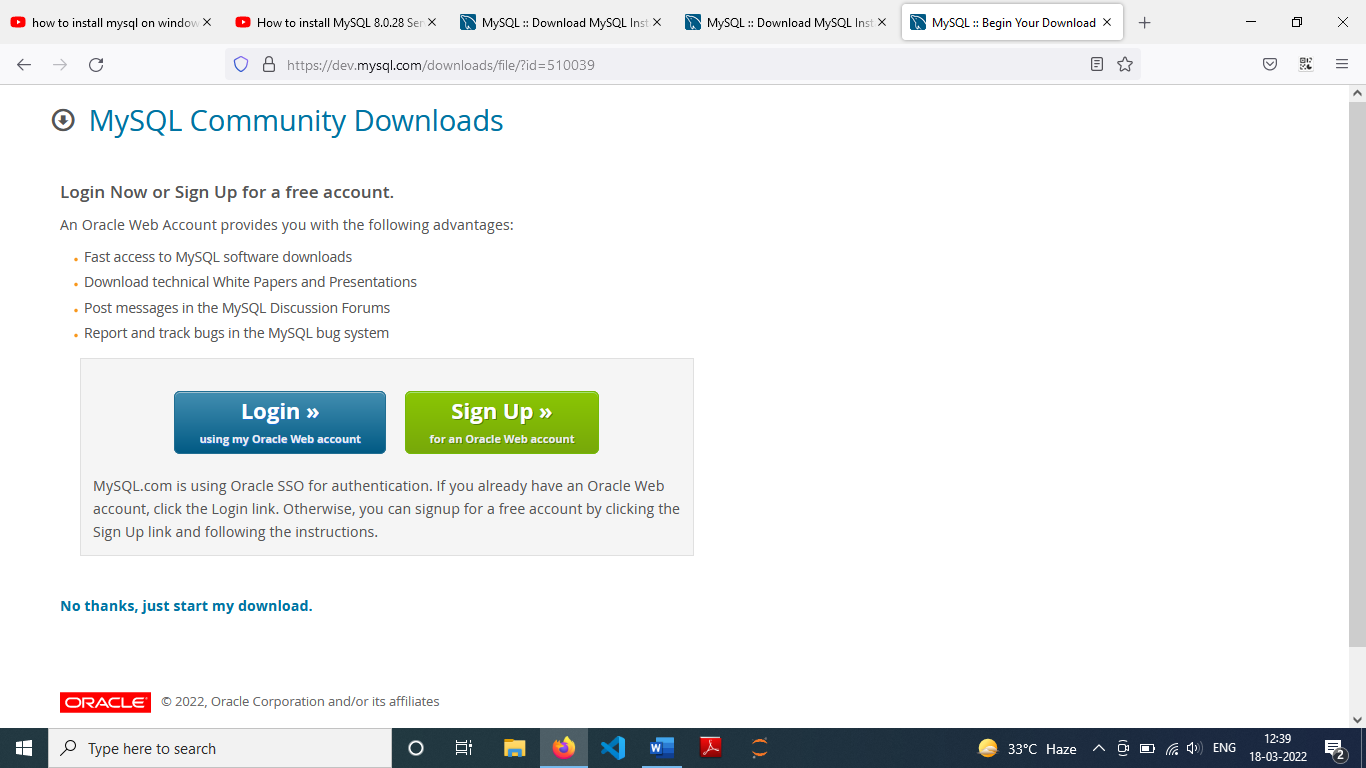 how to install mysql on window
How to install MySQL 8.0.28 Ser
MySQL :: Download MySQL Inst
MySQL :: Download MySQL Inst
MySQL :: Begin Your Download
https://dev.mysql.com/downloads/file/?id=510039
MySQL Community Downloads
Login Now or Sign Up for a free account.
An Oracle Web Account provides you with the following advantages:
Fast access to MySQL software downloads
Download technical White Papers and Presentations
Post messages in the MySQL Discussion Forums
Report and track bugs in the MySQL bug system
Login »
using my Oracle Web account
Sign Up »
for an Oracle Web account
MySQL.com is using Oracle SSO for authentication. If you already have an Oracle Web
account, click the Login link. Otherwise, you can signup for a free account by clicking the
Sign Up link and following the instructions.
No thanks, just start my download.
ORACLE
© 2022, Oracle Corporation and/or its affiliates
Type here to search
33°C Haze
ENG
12:39
18-03-2022
2